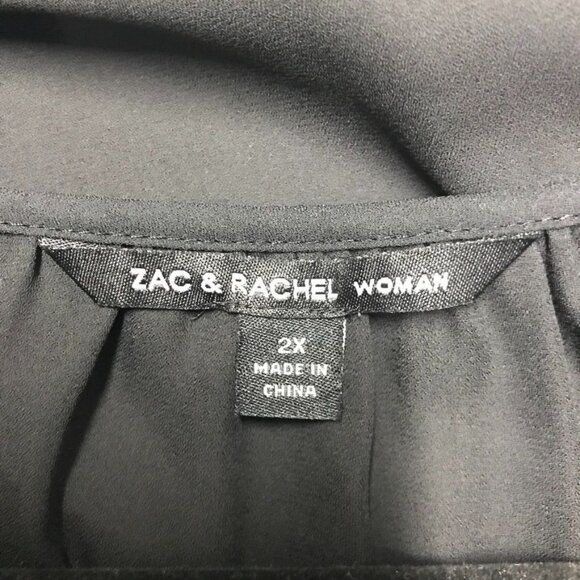 ZAC & RACHEL WOMAN
2X
MADE IN
CHINA